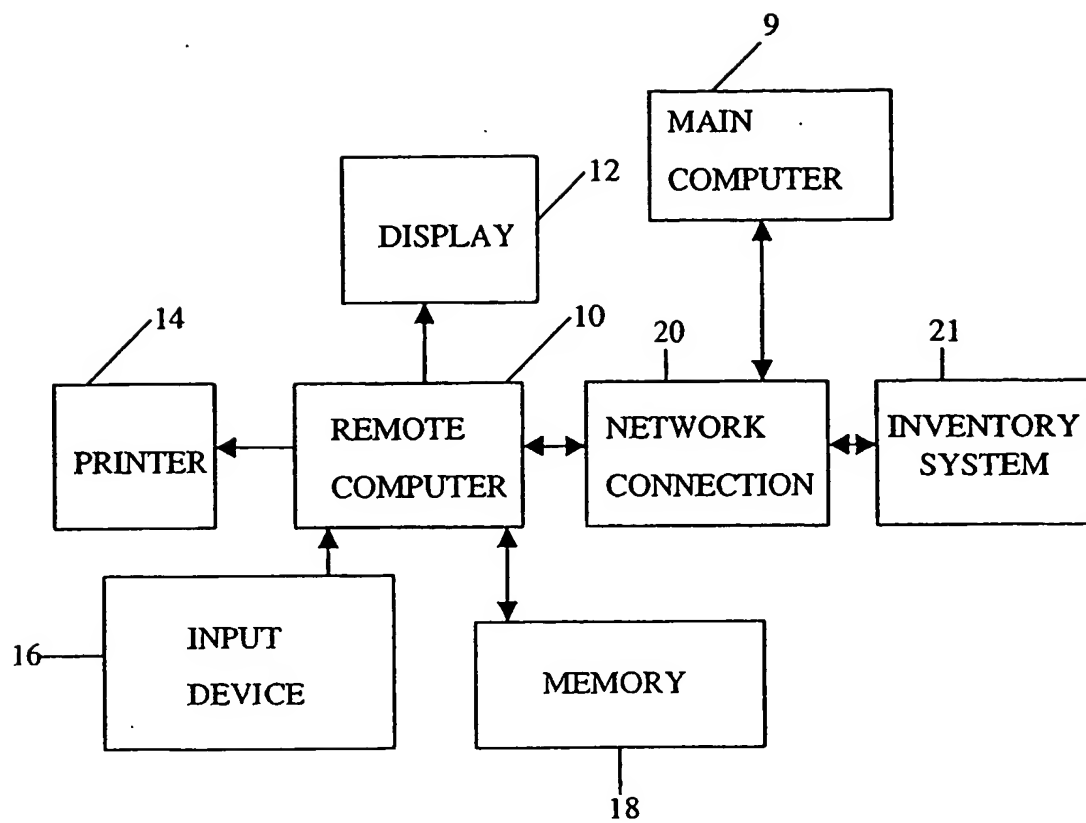 9
MAIN
COMPUTER
12
DISPLAY
14
10
20
21
PRINTER
REMOTE
COMPUTER
NETWORK
CONNECTION
INVENTORY
SYSTEM
16
INPUT
DEVICE
MEMORY
18